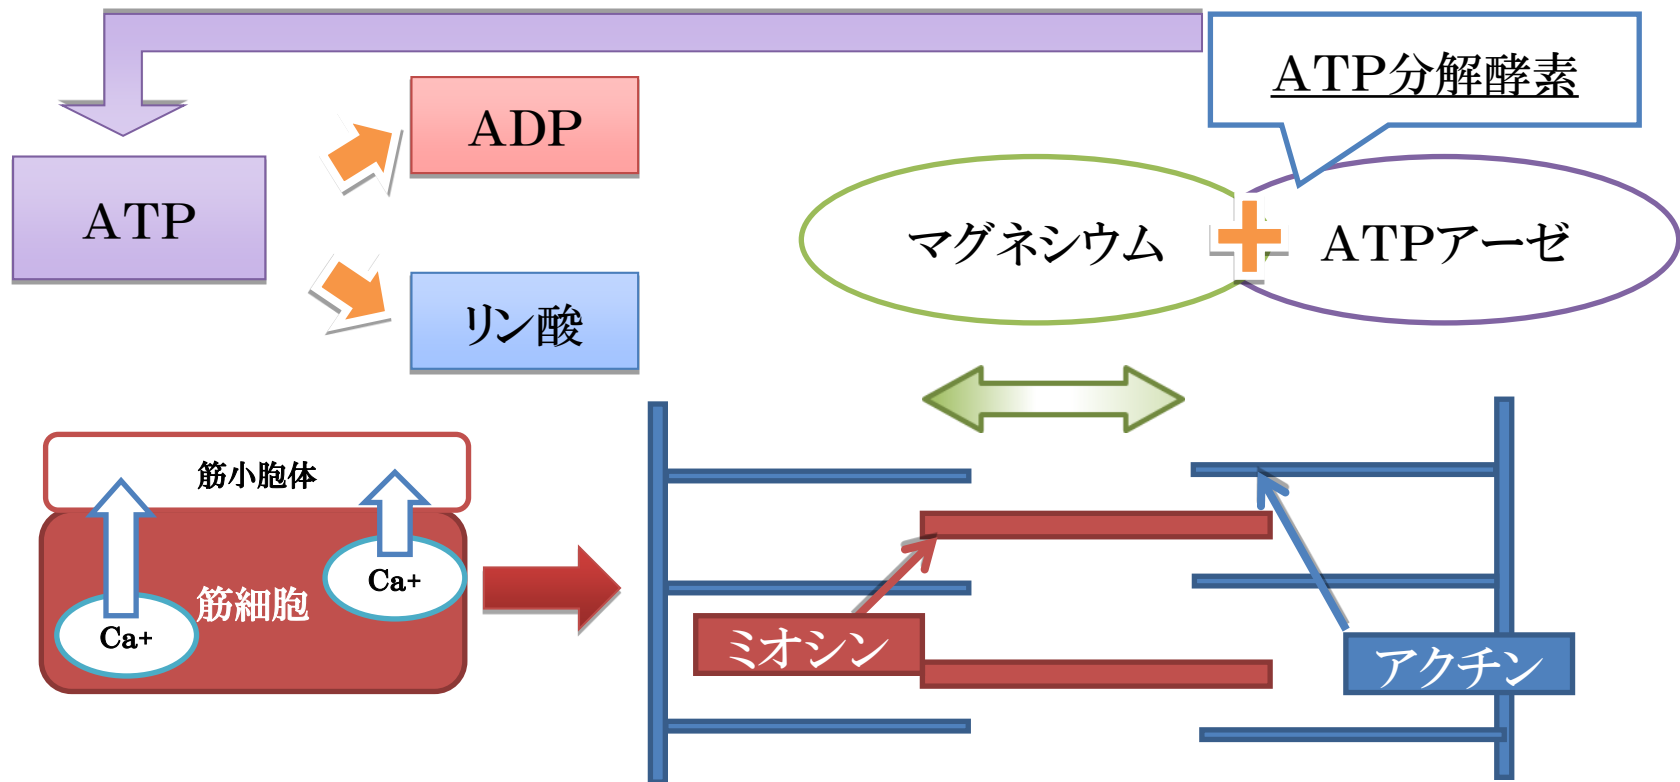 ATP分解酵素
ADP
ATP
マグネシウム
ATPアーゼ
リン酸
筋小胞体
Ca+
筋細胞
Ca+
ミオシン
アクチン